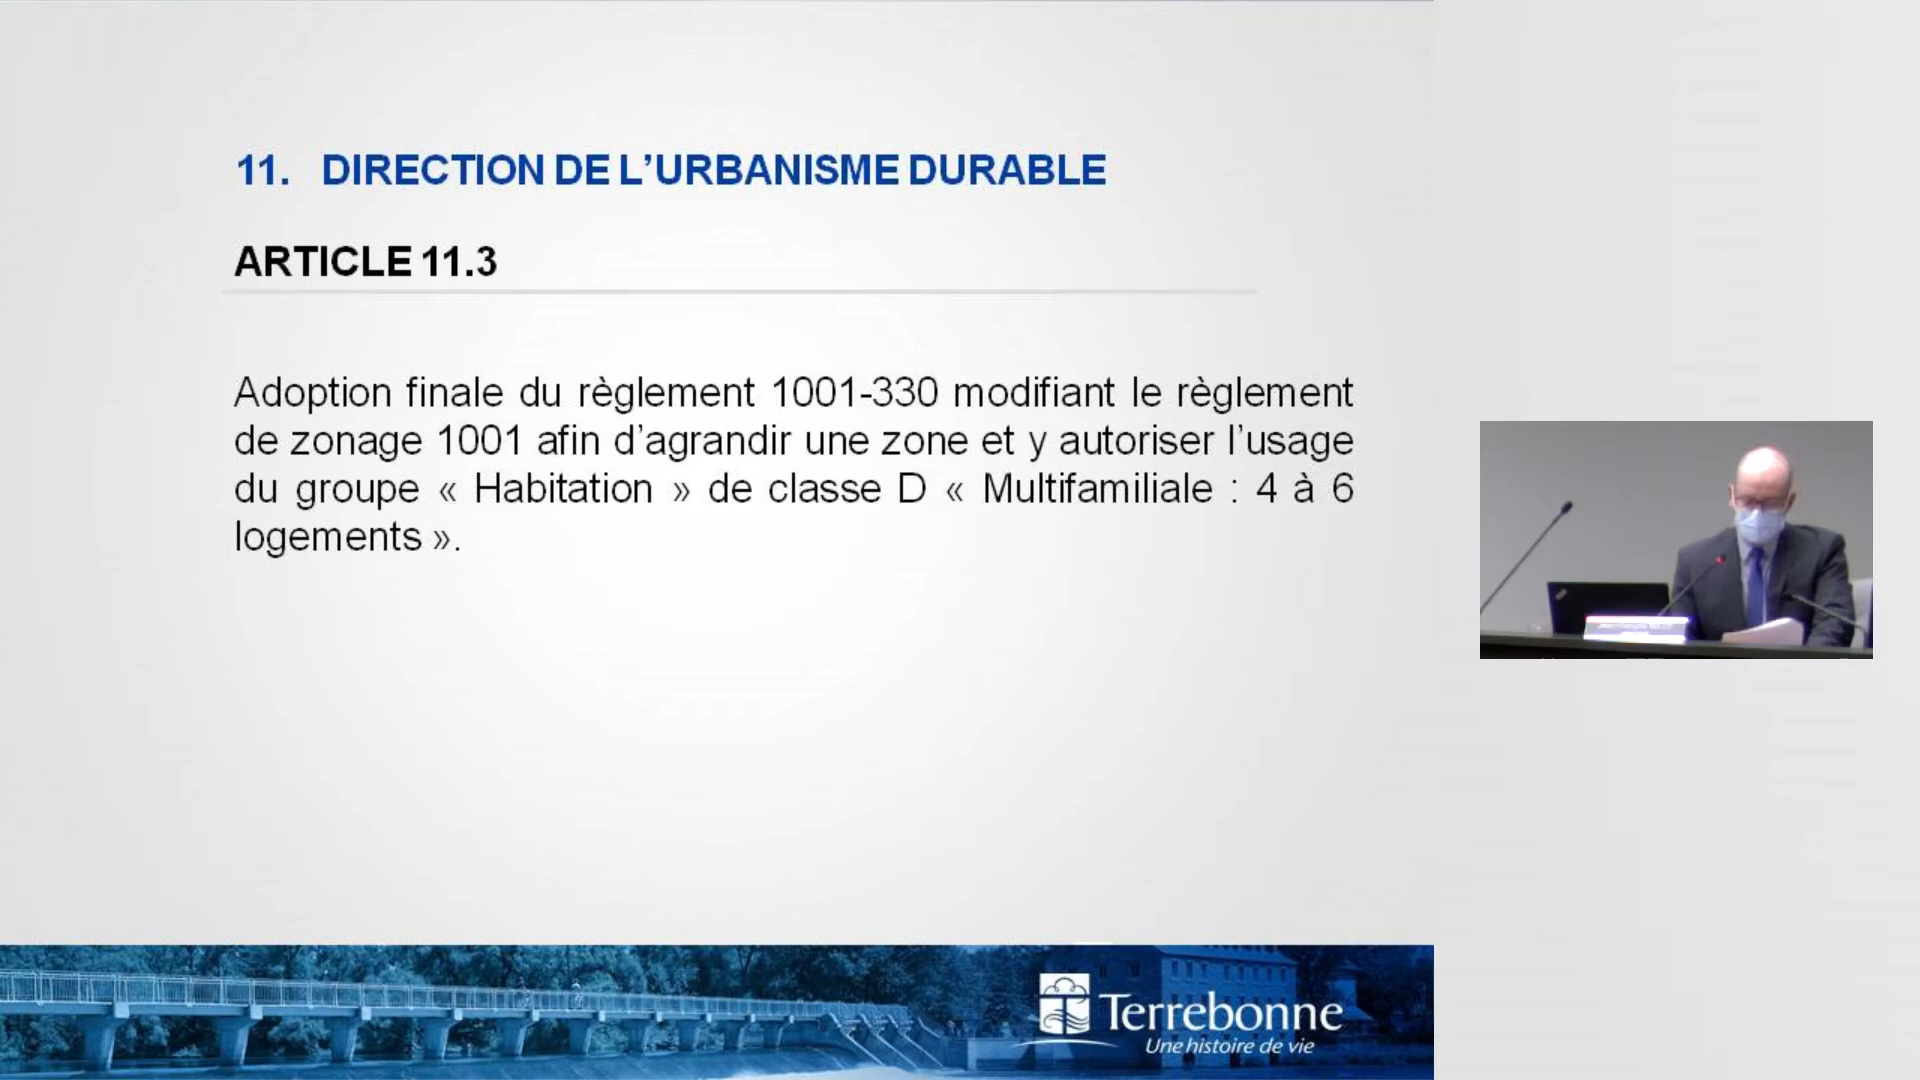 11. DIRECTION DE L’URBANISME DURABLE
ARTICLE 11.3
Adoption finale du règlement 1001-330 modifiant le règlement
de zonage 1001 afin d’agrandir une zone et y autoriser l’usage
du groupe « Habitation » de classe D « Multifamiliale : 4 à 6
logements ».
Terrebonne
Une histoire de vie